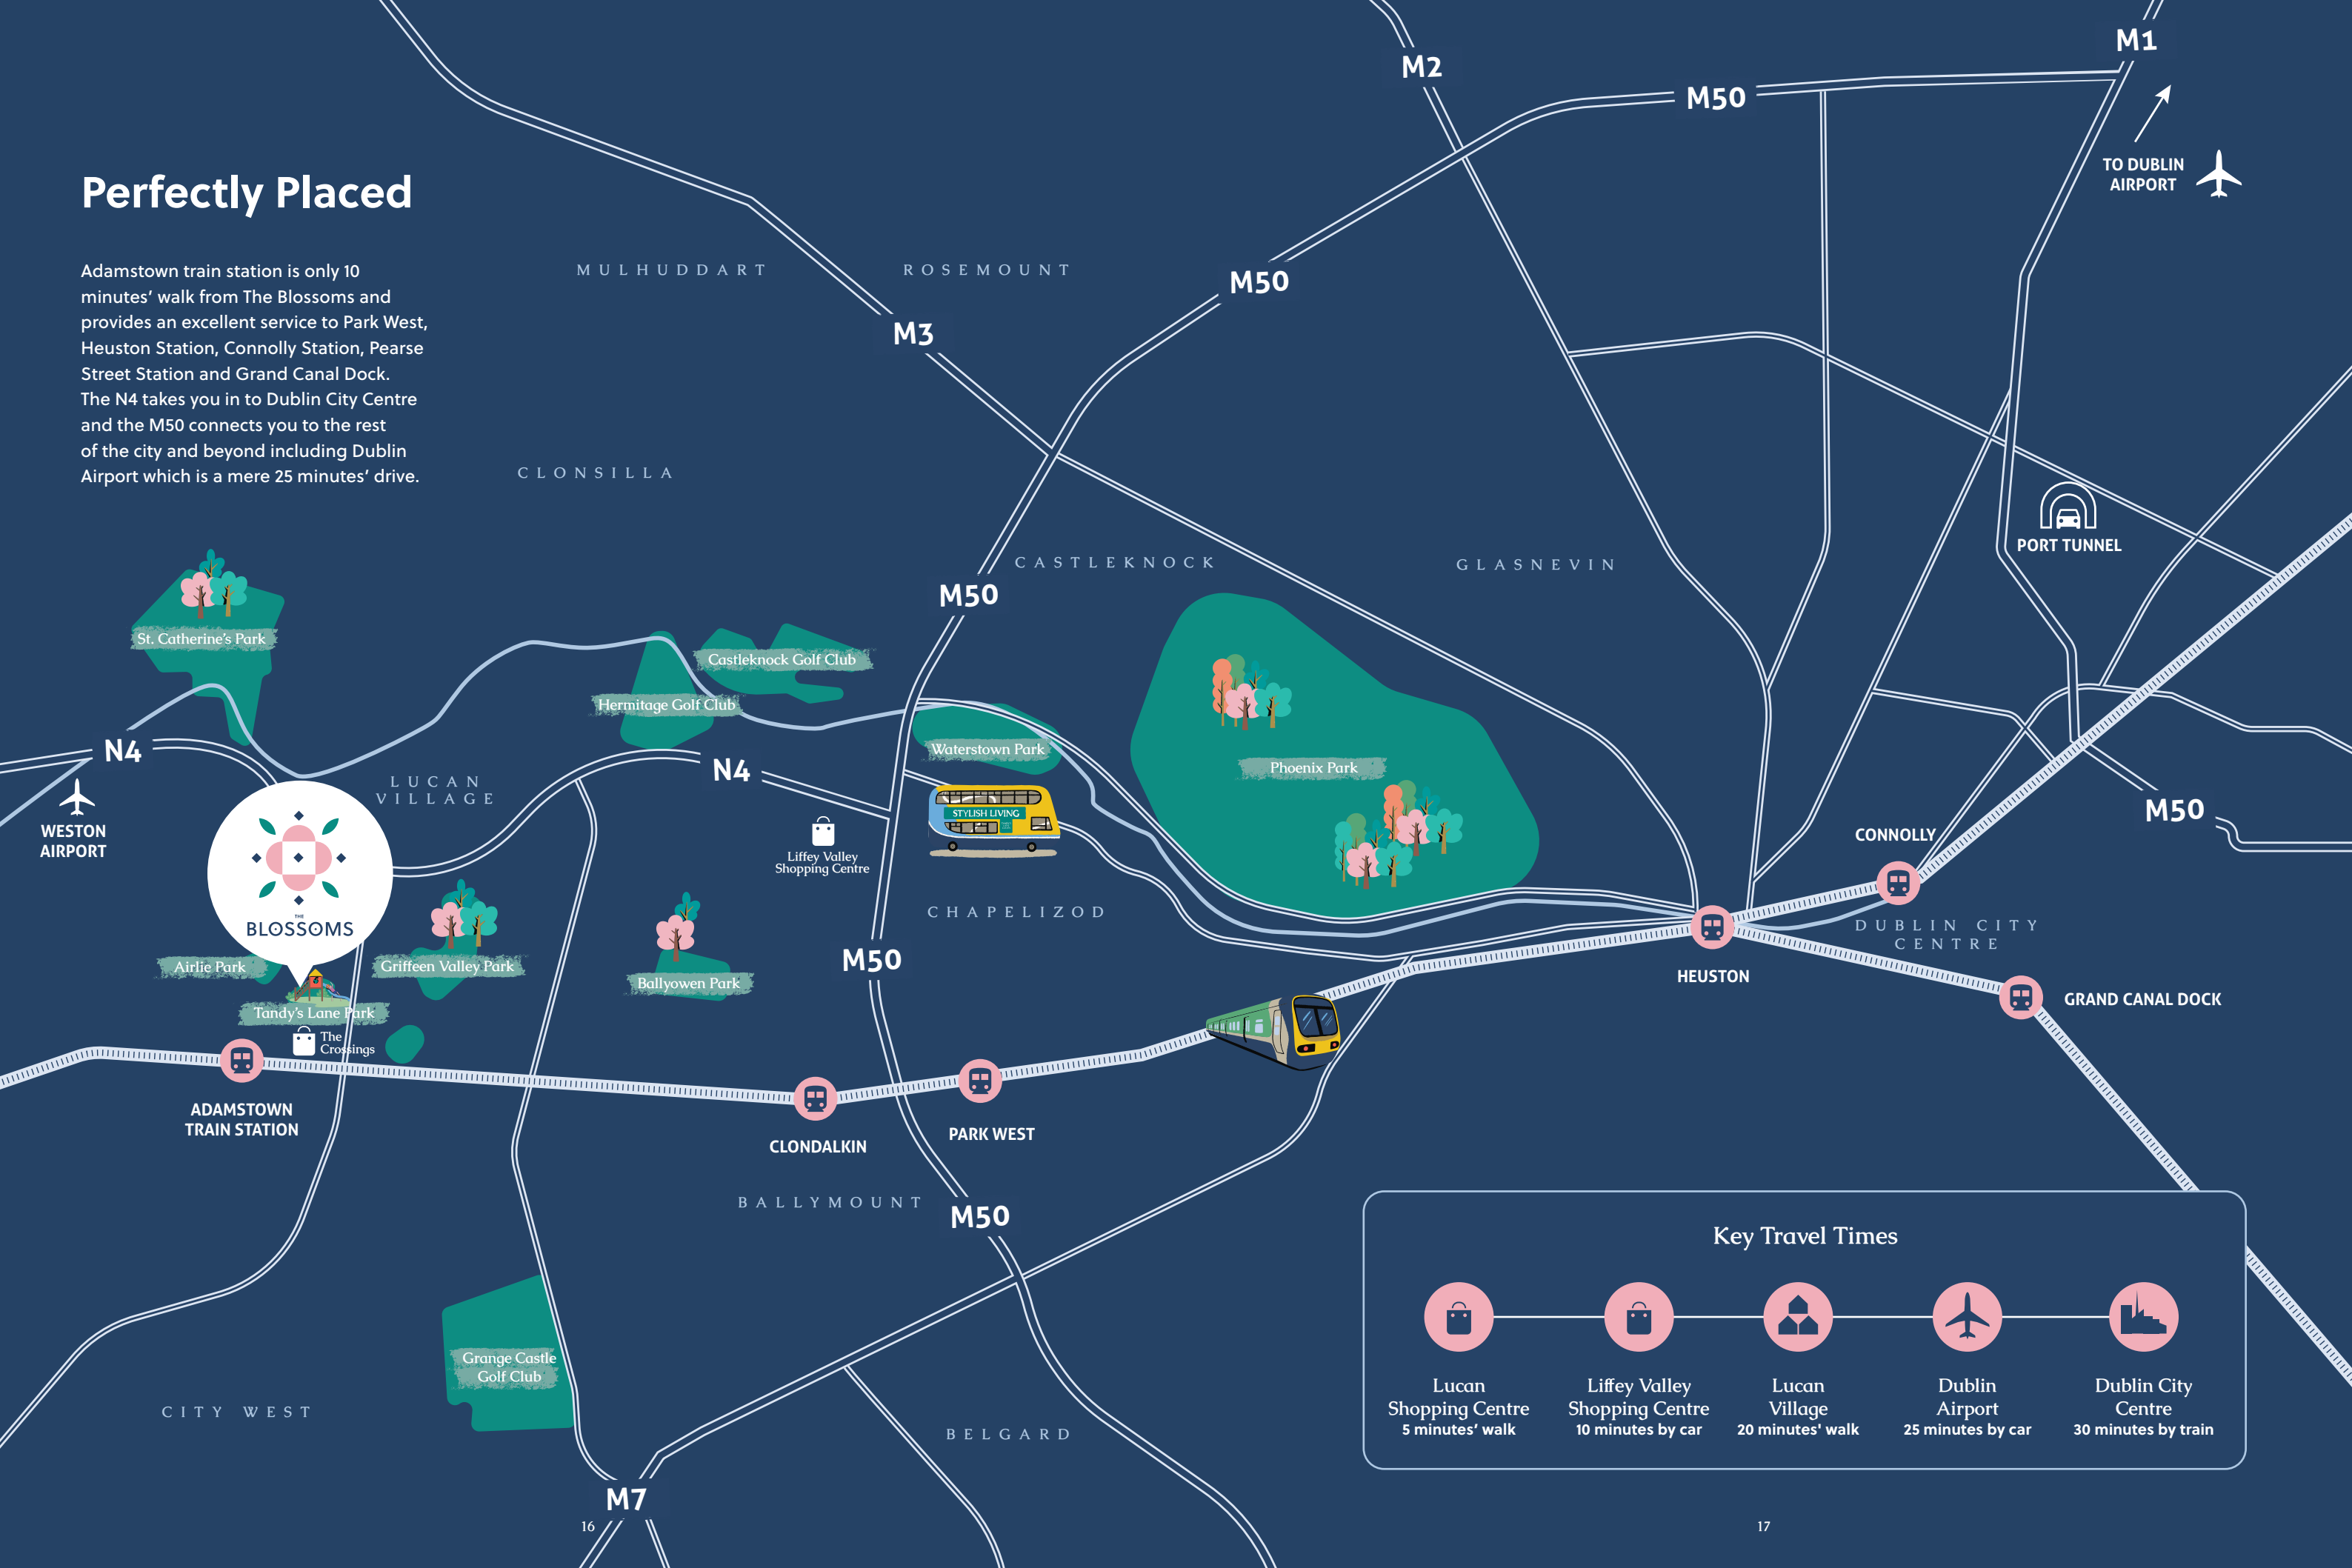 Perfectly Placed
Adamstown train station is only 10
minutes’ walk from The Blossoms and
provides an excellent service to Park West,
Heuston Station, Connolly Station, Pearse
Street Station and Grand Canal Dock.
The N4 takes you in to Dublin City Centre
and the M50 connects you to the rest
of the city and beyond including Dublin
Airport which is a mere 25 minutes’ drive.
M1
M2
M50
TO DUBLIN
AIRPORT
MULHUDDART
ROSEMOUNT
M50
M3
CLONSILLA
PORT TUNNEL
CASTLEKNOCK
GLASNEVIN
M50
St. Catherine’s Park
Castleknock Golf Club
Hermitage Golf Club
Waterstown Park
Phoenix Park
N4
N4
LUCAN
VILLAGE
WESTON
AIRPORT
STYLISH LIVING
M50
CONNOLLY
Liffey Valley
Shopping Centre
THE
BLOSSOMS
CHAPELIZOD
DUBLIN CITY
CENTRE
M50
Airlie Park
Griffeen Valley Park
Ballyowen Park
HEUSTON
GRAND CANAL DOCK
Tandy’s Lane Park
The
Crossings
ADAMSTOWN
TRAIN STATION
CLONDALKIN
PARK WEST
BALLYMOUNT
M50
Grange Castle
Golf Club
CITY WEST
BELGARD
M7
Key Travel Times
Lucan
Shopping Centre
5 minutes’ walk
Liffey Valley
Shopping Centre
10 minutes by car
Lucan
Village
20 minutes' walk
Dublin
Airport
25 minutes by car
Dublin City
Centre
30 minutes by train
16
17